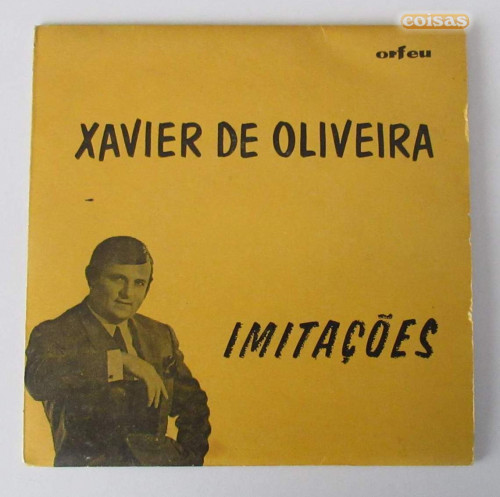 coisas
orfeu
XAVIER DE OLIVEIRA
IMITAÇÕES